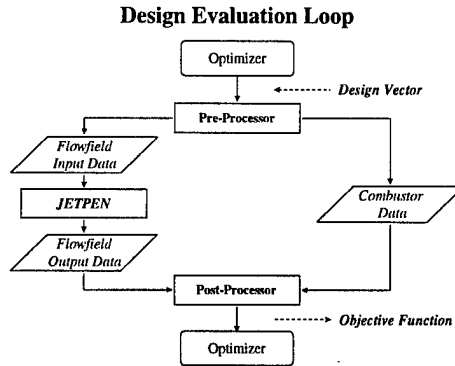 Design Evaluation Loop
Optimizer
Design Vector
Pre-Processor
Flowfield
Input Data
JETPEN
Combustor
Data
Flowfield
Output Data
Post-Processor
Objective Function
Optimizer